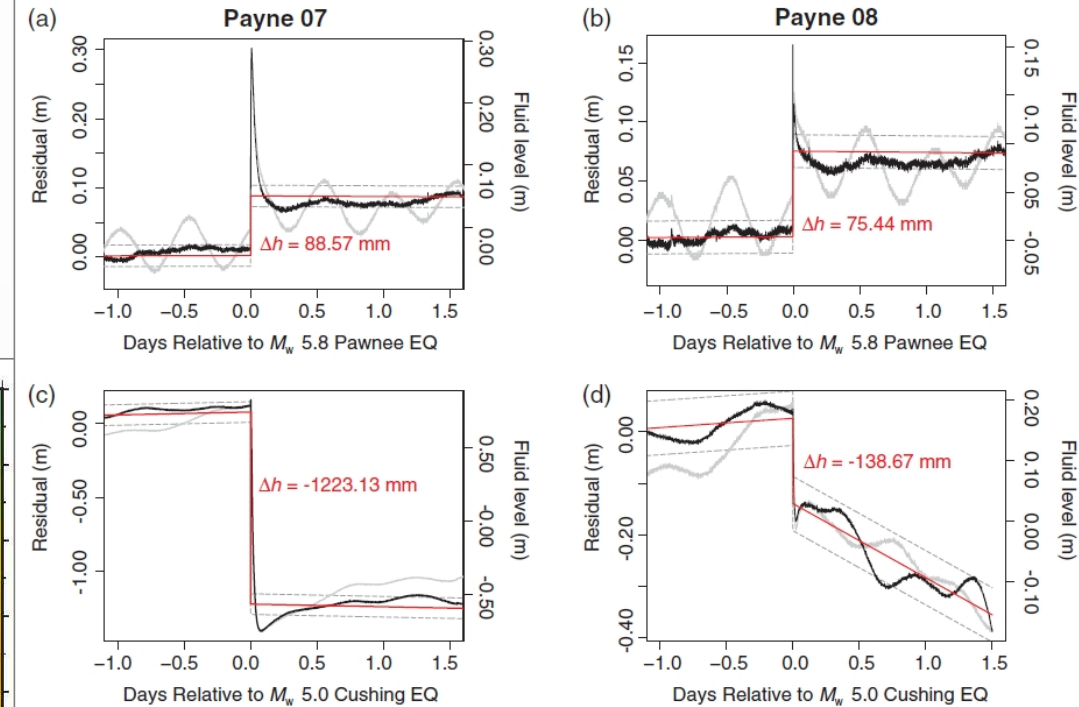 (a) Payne 07
0.30
0.20
0.10
0.00
Residual (m)
0.30
0.20
0.10
0.00
Fluid level (m)
Δh = 88.57 mm
−1.0 −0.5 0.0 0.5 1.0 1.5
Days Relative to Mw 5.8 Pawnee EQ
(b) Payne 08
0.15
0.10
0.05
0.00
Residual (m)
0.15
0.10
0.05
-0.05
Fluid level (m)
Δh = 75.44 mm
−1.0 −0.5 0.0 0.5 1.0 1.5
Days Relative to Mw 5.8 Pawnee EQ
(c)
0.00
-0.50
-1.00
Residual (m)
0.50
-0.00
-0.50
Fluid level (m)
Δh = -1223.13 mm
−1.0 −0.5 0.0 0.5 1.0 1.5
Days Relative to Mw 5.0 Cushing EQ
(d)
0.00
-0.20
-0.40
Residual (m)
0.20
0.10
0.00
-0.10
Fluid level (m)
Δh = -138.67 mm
−1.0 −0.5 0.0 0.5 1.0 1.5
Days Relative to Mw 5.0 Cushing EQ